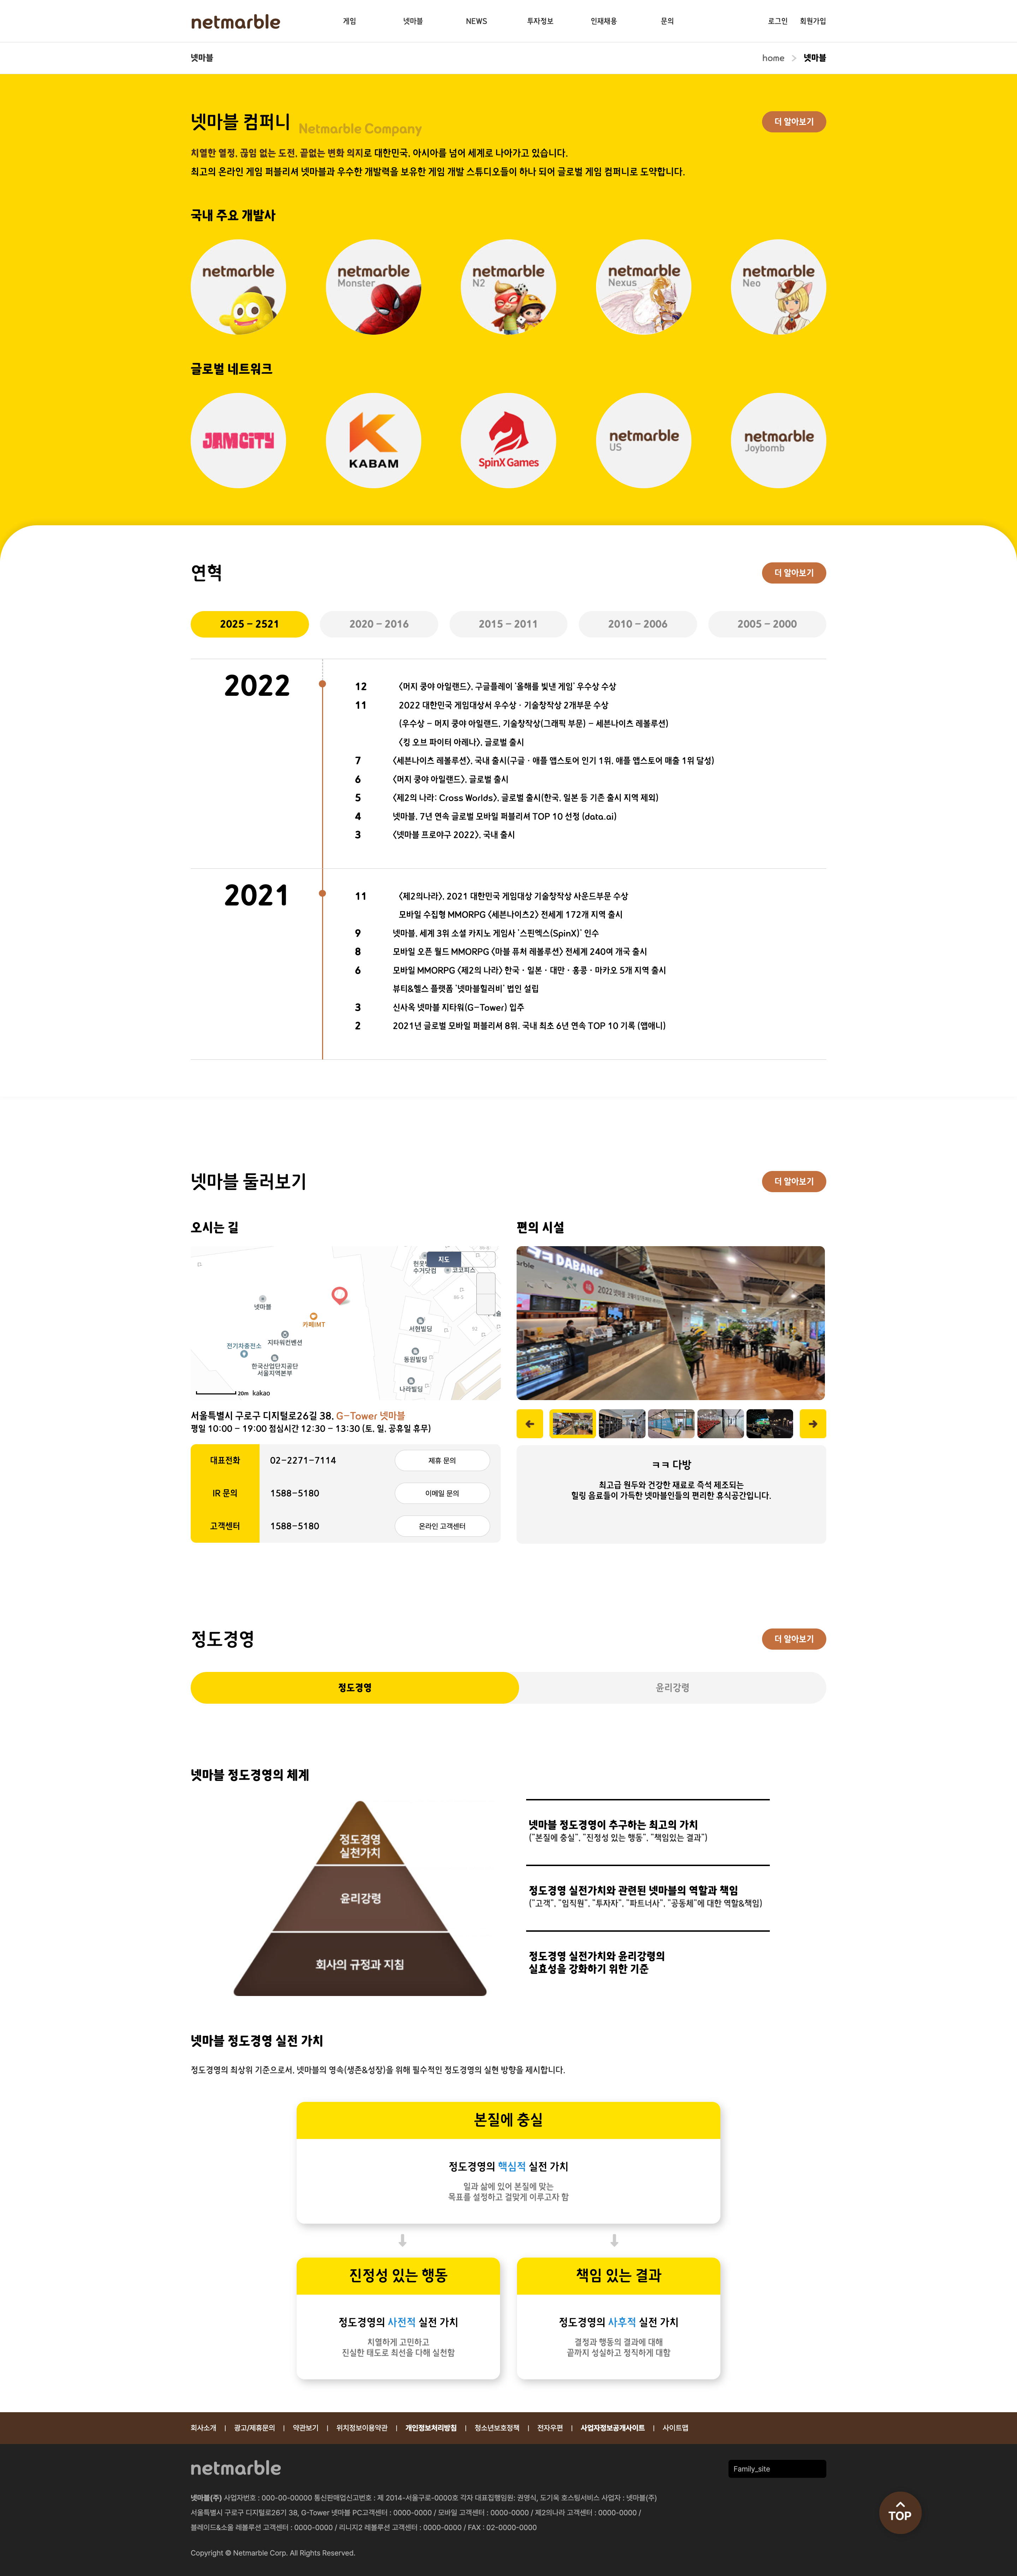 netmarble
게임 넷마블 NEWS 투자정보 인재채용 문의
로그인 회원가입
넷마블
home > 넷마블
넷마블 컴퍼니 Netmarble Company
더 알아보기
치열한 열정, 끊임 없는 도전, 끝없는 변화 의지로 대한민국, 아시아를 넘어 세계로 나아가고 있습니다.
최고의 온라인 게임 퍼블리셔 넷마블과 우수한 개발력을 보유한 게임 개발 스튜디오들이 하나 되어 글로벌 게임 컴퍼니로 도약합니다.
국내 주요 개발사
netmarble
netmarble Monster
netmarble N2
netmarble Nexus
netmarble Neo
글로벌 네트워크
JAMCITY
KABAM
SpinX Games
netmarble US
netmarble Joybomb
연혁
더 알아보기
2025 - 2521
2020 - 2016
2015 - 2011
2010 - 2006
2005 - 2000
2022
12 <머지 쿵야 아일랜드>, 구글플레이 '올해를 빛낸 게임' 우수상 수상
11 2022 대한민국 게임대상서 우수상 · 기술창작상 2개부문 수상
(우수상 - 머지 쿵야 아일랜드, 기술창작상(그래픽 부문) - 세븐나이츠 레볼루션)
<킹 오브 파이터 아레나>, 글로벌 출시
7 <세븐나이츠 레볼루션>, 국내 출시(구글 · 애플 앱스토어 인기 1위, 애플 앱스토어 매출 1위 달성)
6 <머지 쿵야 아일랜드>, 글로벌 출시
5 <제2의 나라: Cross Worlds>, 글로벌 출시(한국, 일본 등 기존 출시 지역 제외)
4 넷마블, 7년 연속 글로벌 모바일 퍼블리셔 TOP 10 선정 (data.ai)
3 <넷마블 프로야구 2022>, 국내 출시
2021
11 <제2의나라>, 2021 대한민국 게임대상 기술창작상 사운드부문 수상
모바일 수집형 MMORPG <세븐나이츠2> 전세계 172개 지역 출시
9 넷마블, 세계 3위 소셜 카지노 게임사 '스핀엑스(SpinX)' 인수
8 모바일 오픈 월드 MMORPG <마블 퓨처 레볼루션> 전세계 240여 개국 출시
6 모바일 MMORPG <제2의 나라> 한국 · 일본 · 대만 · 홍콩 · 마카오 5개 지역 출시
뷰티&헬스 플랫폼 '넷마블힐러비' 법인 설립
3 신사옥 넷마블 지타워(G-Tower) 입주
2 2021년 글로벌 모바일 퍼블리셔 8위, 국내 최초 6년 연속 TOP 10 기록 (앱애니)
넷마블 둘러보기
더 알아보기
오시는 길
지도
수거닷컴
코코피스
넷마블
카페IMT
지타워컨벤션
서현빌딩
전기차충전소
한국산업단지공단
서울지역본부
동원빌딩
나라빌딩
20m kakao
서울특별시 구로구 디지털로26길 38, G-Tower 넷마블
평일 10:00 - 19:00 점심시간 12:30 - 13:30 (토, 일, 공휴일 휴무)
대표전화 02-2271-7114 제휴 문의
IR 문의 1588-5180 이메일 문의
고객센터 1588-5180 온라인 고객센터
편의 시설
ㅋㅋ DABANG
ㅋㅋ 다방
최고급 원두와 건강한 재료로 즉석 제조되는
힐링 음료들이 가득한 넷마블인들의 편리한 휴식공간입니다.
정도경영
더 알아보기
정도경영
윤리강령
넷마블 정도경영의 체계
정도경영
실천가치
윤리강령
회사의 규정과 지침
넷마블 정도경영이 추구하는 최고의 가치
("본질에 충실", "진정성 있는 행동", "책임있는 결과")
정도경영 실전가치와 관련된 넷마블의 역할과 책임
("고객", "임직원", "투자자", "파트너사", "공동체"에 대한 역할&책임)
정도경영 실전가치와 윤리강령의
실효성을 강화하기 위한 기준
넷마블 정도경영 실전 가치
정도경영의 최상위 기준으로서, 넷마블의 영속(생존&성장)을 위해 필수적인 정도경영의 실현 방향을 제시합니다.
본질에 충실
정도경영의 핵심적 실전 가치
일과 삶에 있어 본질에 맞는
목표를 설정하고 걸맞게 이루고자 함
진정성 있는 행동
정도경영의 사전적 실전 가치
치열하게 고민하고
진실한 태도로 최선을 다해 실천함
책임 있는 결과
정도경영의 사후적 실전 가치
결정과 행동의 결과에 대해
끝까지 성실하고 정직하게 대함
회사소개 | 광고/제휴문의 | 약관보기 | 위치정보이용약관 | 개인정보처리방침 | 청소년보호정책 | 전자우편 | 사업자정보공개사이트 | 사이트맵
netmarble
Family_site
넷마블(주) 사업자번호 : 000-00-00000 통신판매업신고번호 : 제 2014-서울구로-0000호 각자 대표집행임원: 권영식, 도기욱 호스팅서비스 사업자 : 넷마블(주)
서울특별시 구로구 디지털로26기 38, G-Tower 넷마블 PC고객센터 : 0000-0000 / 모바일 고객센터 : 0000-0000 / 제2의나라 고객센터 : 0000-0000 /
블레이드&소울 레볼루션 고객센터 : 0000-0000 / 리니지2 레볼루션 고객센터 : 0000-0000 / FAX : 02-0000-0000
Copyright © Netmarble Corp. All Rights Reserved.
TOP